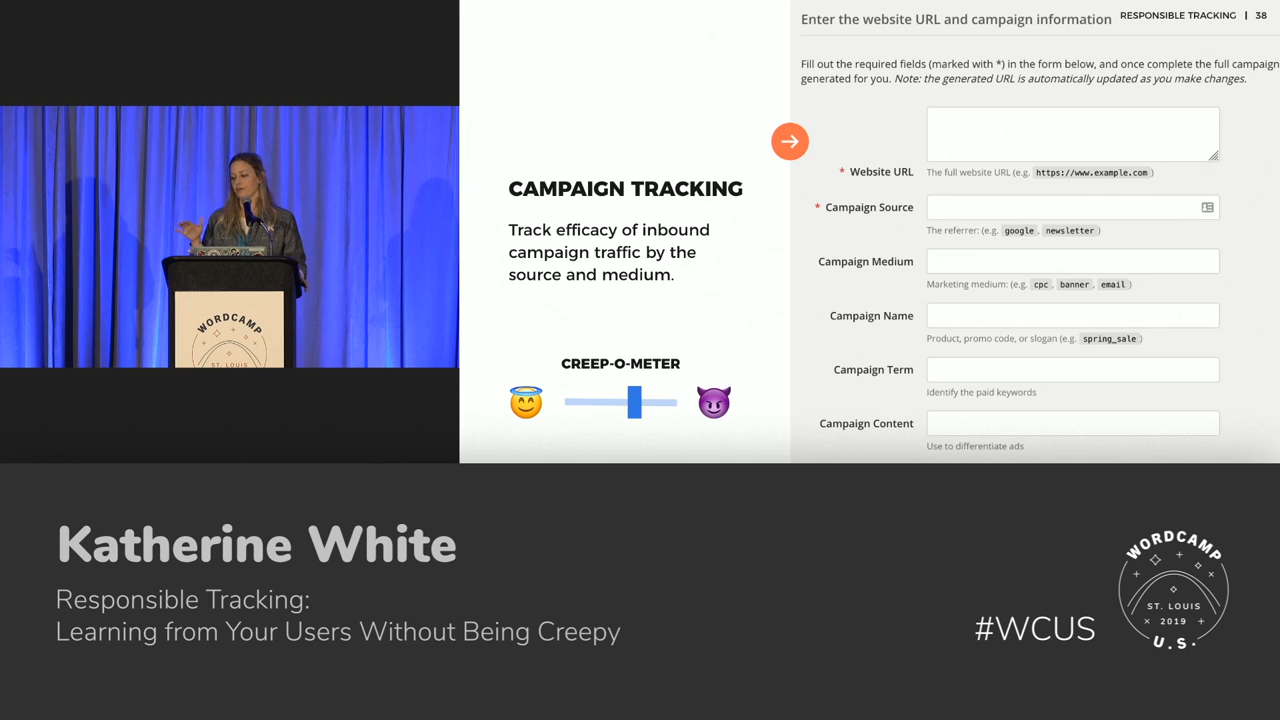 WORDCAMP
ST. LOUIS
CAMPAIGN TRACKING
Track efficacy of inbound
campaign traffic by the
source and medium.
CREEP-O-METER
RESPONSIBLE TRACKING | 38
Enter the website URL and campaign information
Fill out the required fields (marked with *) in the form below, and once complete the full campaign
generated for you. Note: the generated URL is automatically updated as you make changes.
* Website URL
The full website URL (e.g. https://www.example.com )
* Campaign Source
The referrer: (e.g. google , newsletter )
Campaign Medium
Marketing medium: (e.g. cpc , banner , email )
Campaign Name
Product, promo code, or slogan (e.g. spring_sale )
Campaign Term
Identify the paid keywords
Campaign Content
Use to differentiate ads
Katherine White
Responsible Tracking:
Learning from Your Users Without Being Creepy
#WCUS
WORDCAMP
ST. LOUIS
2019
U.S.